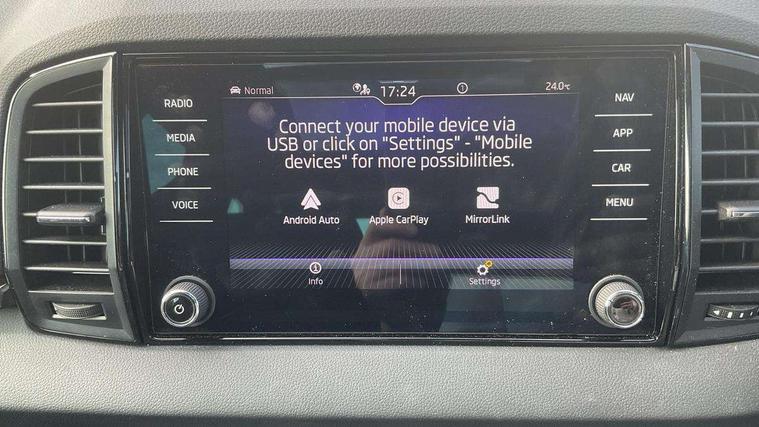 Normal 17:24 24.0°C
RADIO
MEDIA
PHONE
VOICE
Connect your mobile device via
USB or click on "Settings" - "Mobile
devices" for more possibilities.
Android Auto Apple CarPlay MirrorLink
Info Settings
NAV
APP
CAR
MENU